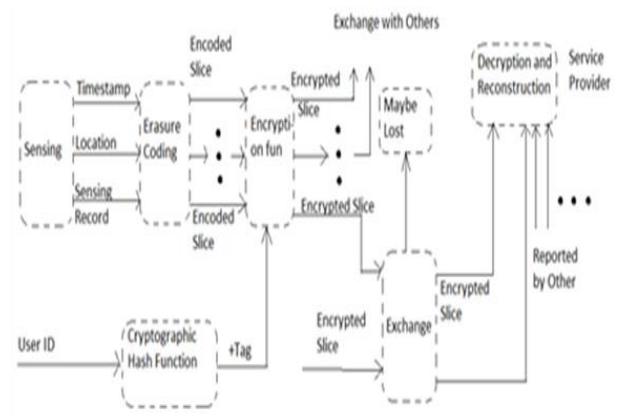 Exchange with Others
Encoded
Slice
Decryption and
Reconstruction
Service
Provider
Timestamp
Encrypted
Slice
Maybe
Lost
Erasure
Coding
Encrypti-
on fun
Sensing
Location
Sensing
Record
Encoded
Slice
Encrypted Slice
Reported
by Other
Encrypted
Slice
Cryptographic
Hash Function
User ID
+Tag
Encrypted
Slice
Exchange